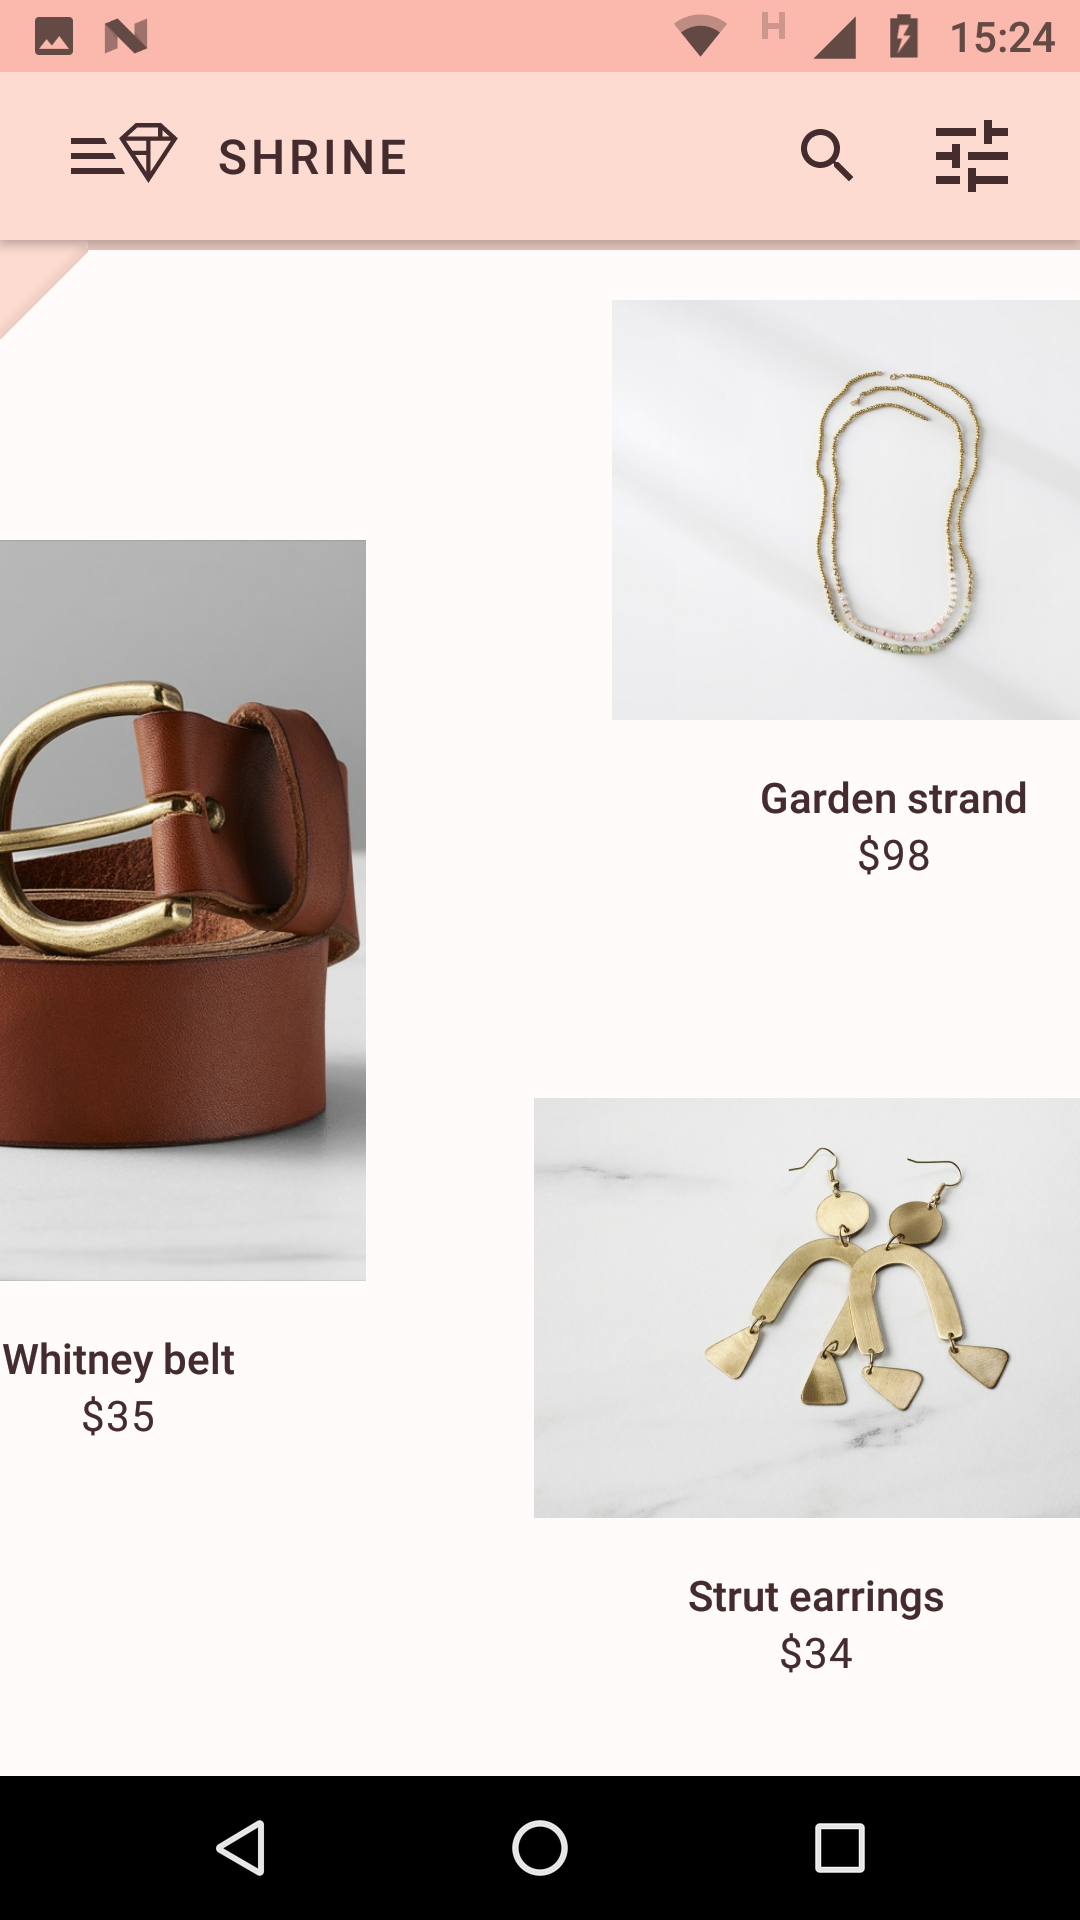 H
15:24
SHRINE
Garden strand
$98
Whitney belt
$35
Strut earrings
$34